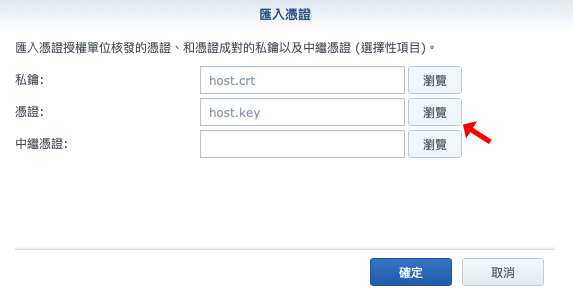 匯入憑證
匯入憑證授權單位核發的憑證、和憑證成對的私鑰以及中繼憑證 (選擇性項目)。
私鑰: host.crt 瀏覽
憑證: host.key 瀏覽
中繼憑證: 瀏覽
確定 取消